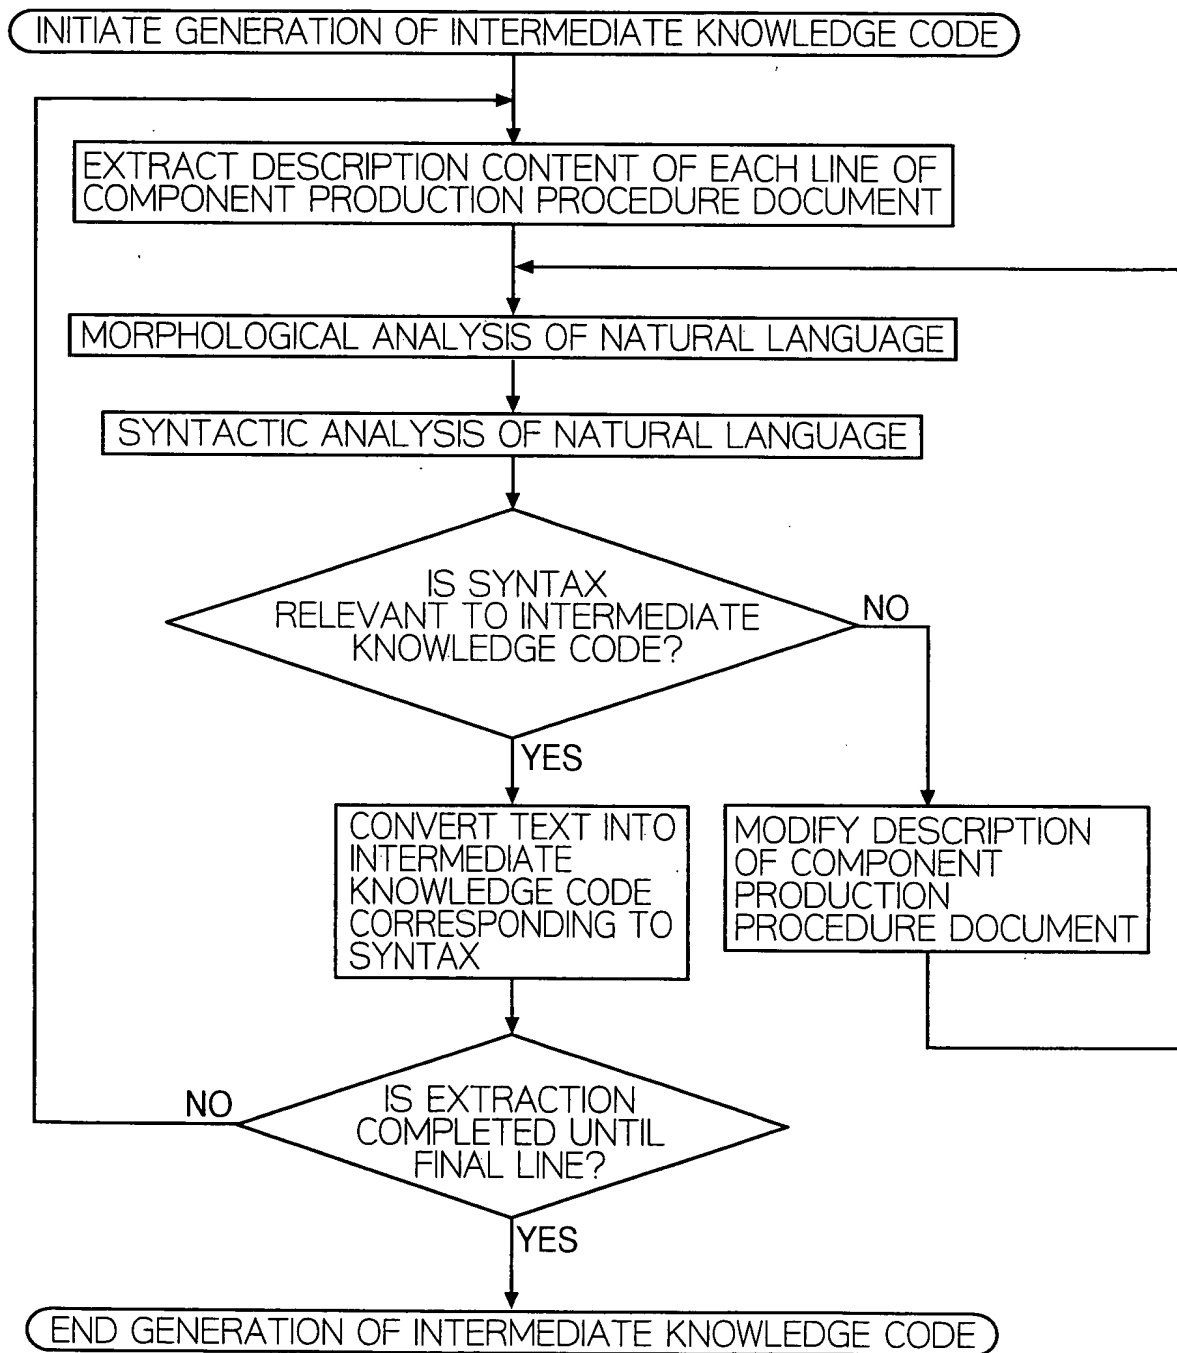 INITIATE GENERATION OF INTERMEDIATE KNOWLEDGE CODE
EXTRACT DESCRIPTION CONTENT OF EACH LINE OF
COMPONENT PRODUCTION PROCEDURE DOCUMENT
MORPHOLOGICAL ANALYSIS OF NATURAL LANGUAGE
SYNTACTIC ANALYSIS OF NATURAL LANGUAGE
IS SYNTAX
RELEVANT TO INTERMEDIATE
KNOWLEDGE CODE?
NO
YES
CONVERT TEXT INTO
INTERMEDIATE
KNOWLEDGE CODE
CORRESPONDING TO
SYNTAX
MODIFY DESCRIPTION
OF COMPONENT
PRODUCTION
PROCEDURE DOCUMENT
NO
IS EXTRACTION
COMPLETED UNTIL
FINAL LINE?
YES
END GENERATION OF INTERMEDIATE KNOWLEDGE CODE